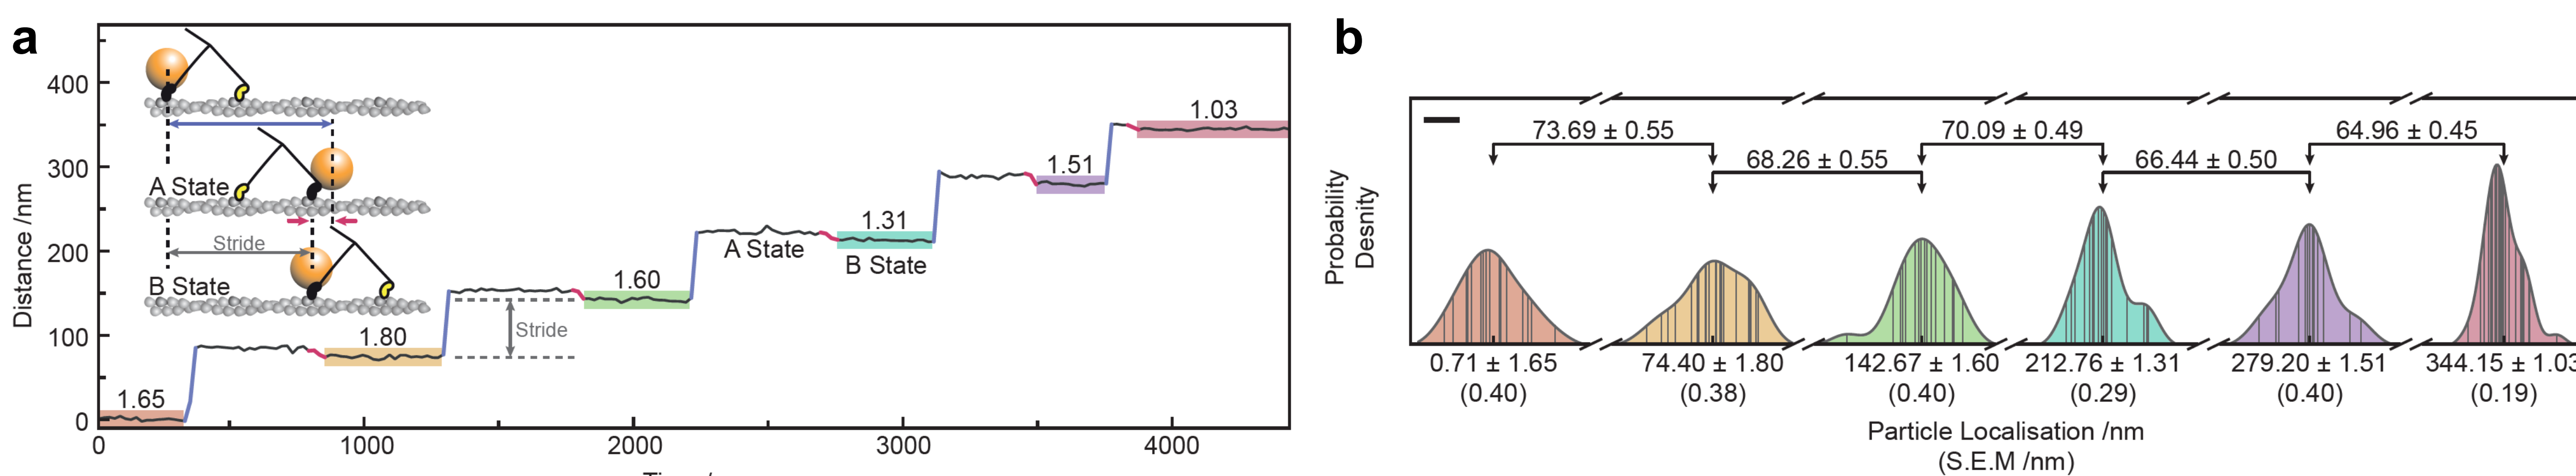 a
Distance /nm
400
300
200
100
0
0
1000
2000
3000
4000
A State
Stride
B State
1.65
1.80
Stride
1.60
A State
1.31
B State
1.51
1.03
b
Probability
Desnity
73.69 ± 0.55
70.09 ± 0.49
64.96 ± 0.45
68.26 ± 0.55
66.44 ± 0.50
0.71 ± 1.65
74.40 ± 1.80
142.67 ± 1.60
212.76 ± 1.31
279.20 ± 1.51
344.15 ± 1.03
(0.40)
(0.38)
(0.40)
(0.29)
(0.40)
(0.19)
Particle Localisation /nm
(S.E.M /nm)